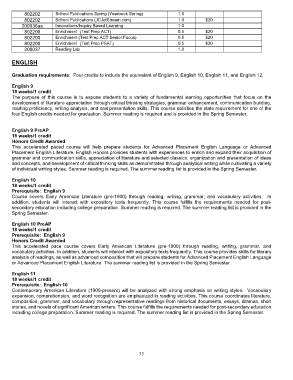 802202 School Publications Spring (Yearbook Spring) 1.0
802202 School Publications (JCJetStream.com) 1.0 $20
200036aa Innovations/Inquiry Based Learning 1.0
802200 Enrichment (Test Prep ACT) 0.5 $20
802200 Enrichment (Test Prep ACT Senior Focus) 0.5 $20
802200 Enrichment (Test Prep PSAT) 0.5 $20
200037 Reading Lab 1.0
ENGLISH
Graduation requirements: Four credits to include the equivalent of English 9, English 10, English 11, and English 12.
English 9
18 weeks/1 credit
The purpose of this course is to expose students to a variety of fundamental learning opportunities that focus on the
development of literature appreciation through critical thinking strategies, grammar enhancement, communication building,
reading proficiency, writing analysis, and oral presentation skills. This course satisfies the state requirement for one of the
four English credits needed for graduation. Summer reading is required and is provided in the Spring Semester.
English 9 PreAP
18 weeks/1 credit
Honors Credit Awarded
This accelerated paced course will help prepare students for Advanced Placement English Language or Advanced
Placement English Literature. English Honors provides students with experiences to enrich and expand their acquisition of
grammar and communication skills, appreciation of literature and selected classics, organization and presentation of ideas
and concepts, and development of critical thinking skills as demonstrated through analytical writing while cultivating a variety
of individual writing styles. Summer reading is required. The summer reading list is provided in the Spring Semester.
English 10
18 weeks/1 credit
Prerequisite: English 9
Course covers Early American Literature (pre-1900) through reading, writing, grammar, and vocabulary activities. In
addition, students will interact with expository texts frequently. This course fulfills the requirements needed for post-
secondary education including college preparation. Summer reading is required. The summer reading list is provided in the
Spring Semester.
English 10 PreAP
18 weeks/1 credit
Prerequisite: English 9
Honors Credit Awarded
This accelerated pace course covers Early American Literature (pre-1900) through reading, writing, grammar, and
vocabulary activities. In addition, students will interact with expository texts frequently. This course provides skills for literary
analysis of readings, as well as advanced composition that will prepare students for Advanced Placement English Language
or Advanced Placement English Literature. The summer reading list is provided in the Spring Semester.
English 11
18 weeks/1 credit
Prerequisite: English 10
Contemporary American Literature (1900-present) will be analyzed with strong emphasis on writing styles. Vocabulary
expansion, comprehension, and word recognition are emphasized in reading activities. This course coordinates literature,
composition, grammar, and vocabulary through representative readings from historical documents, essays, dramas, short
stories, and novels of significant American writers. This course fulfills the requirements needed for post-secondary education
including college preparation. Summer reading is required. The summer reading list is provided in the Spring Semester.